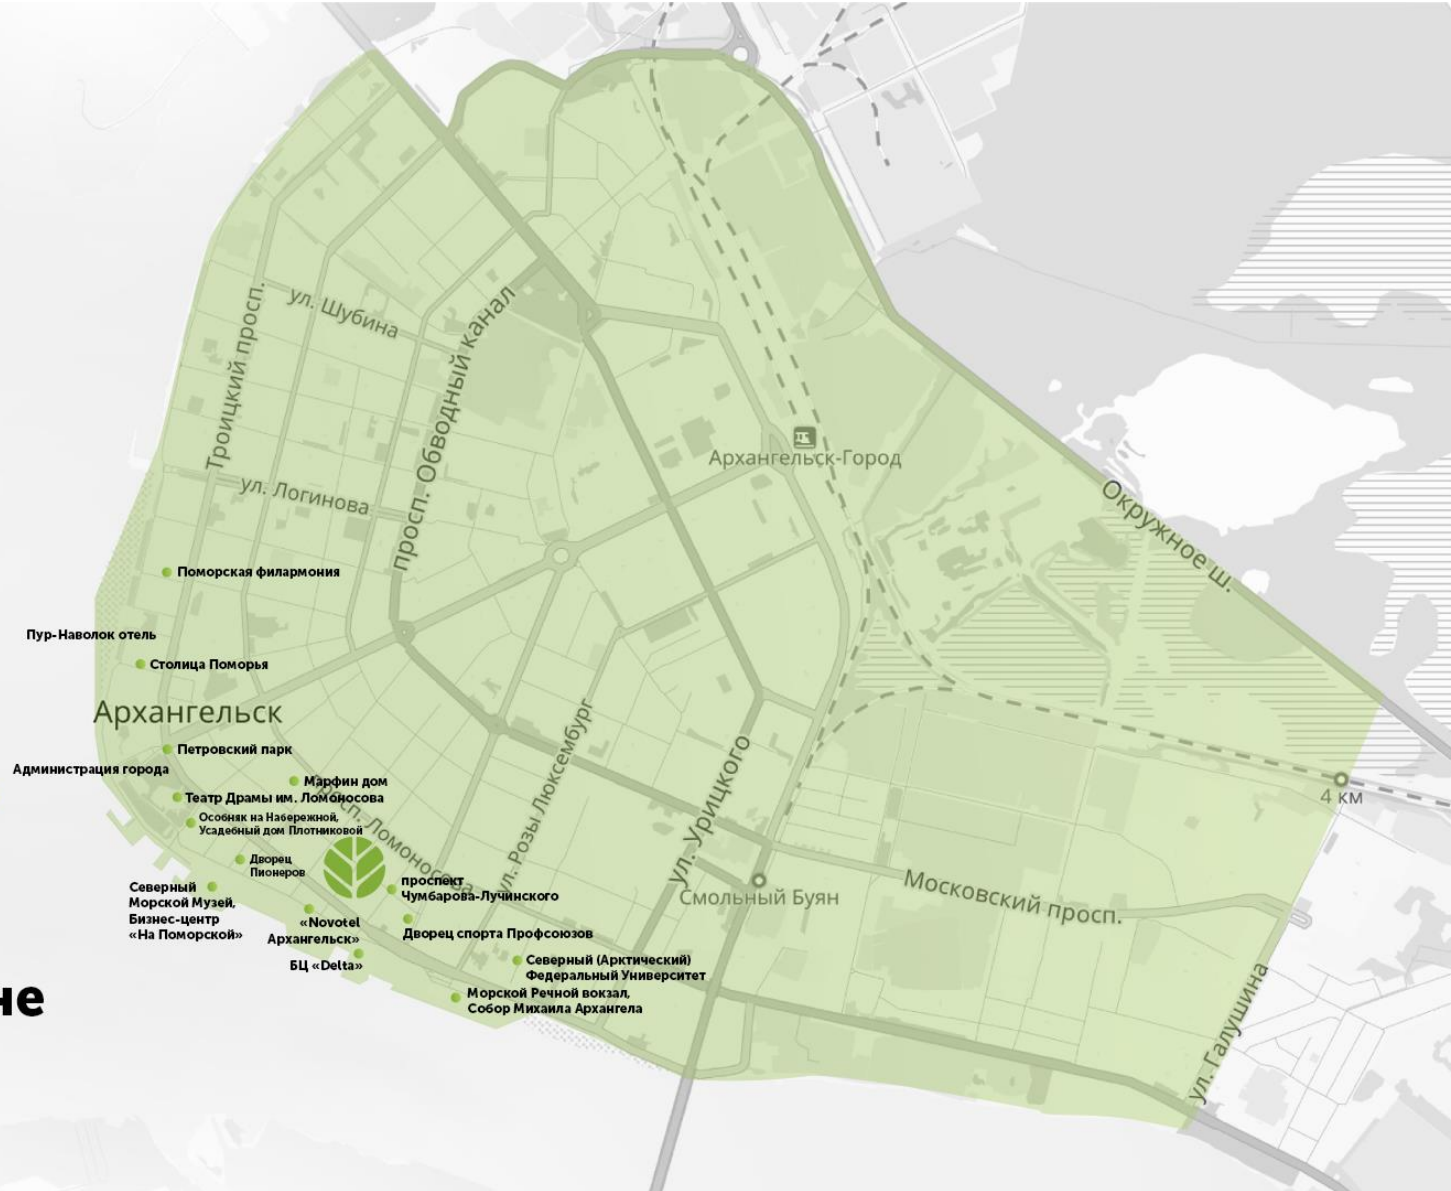 ул. Шубина
Троицкий просп.
просп. Обводный канал
Архангельск-Город
ул. Логинова
Окружное ш.
Поморская филармония
Пур-Наволок отель
Столица Поморья
Архангельск
Петровский парк
Администрация города
Марфин дом
Театр Драмы им. Ломоносова
Особняк на Набережной,
Усадебный дом Плотниковой
просп. Ломоносова
ул. Розы Люксембург
ул. Урицкого
4 км
Дворец
Пионеров
проспект
Чумбарова-Лучинского
Смольный Буян
Московский просп.
Северный
Морской Музей,
Бизнес-центр
«На Поморской»
«Novotel
Архангельск»
БЦ «Delta»
Дворец спорта Профсоюзов
Северный (Арктический)
Федеральный Университет
Морской Речной вокзал,
Собор Михаила Архангела
не
ул. Галушина